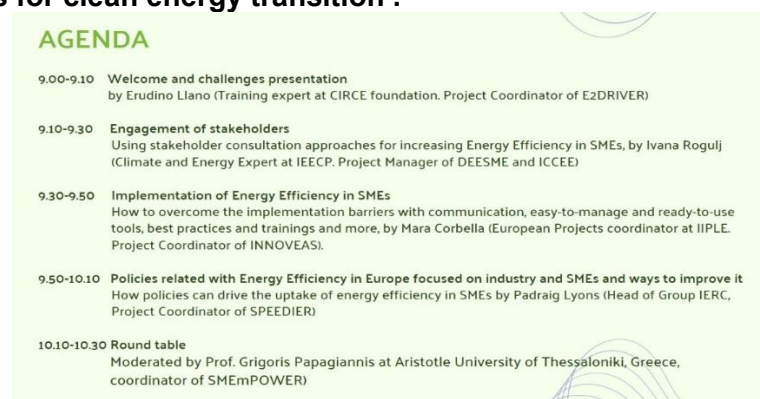 s for clean energy transition .
AGENDA
9.00-9.10 Welcome and challenges presentation
by Erudino Llano (Training expert at CIRCE foundation. Project Coordinator of E2DRIVER)
9.10-9.30 Engagement of stakeholders
Using stakeholder consultation approaches for increasing Energy Efficiency in SMEs, by Ivana Rogulj
(Climate and Energy Expert at IEECP. Project Manager of DEESME and ICCEE)
9.30-9.50 Implementation of Energy Efficiency in SMEs
How to overcome the implementation barriers with communication, easy-to-manage and ready-to-use
tools, best practices and trainings and more, by Mara Corbella (European Projects coordinator at IIPLE.
Project Coordinator of INNOVEAS).
9.50-10.10 Policies related with Energy Efficiency in Europe focused on industry and SMEs and ways to improve it
How policies can drive the uptake of energy efficiency in SMEs by Padraig Lyons (Head of Group IERC,
Project Coordinator of SPEEDIER)
10.10-10.30 Round table
Moderated by Prof. Grigoris Papagiannis at Aristotle University of Thessaloniki, Greece,
coordinator of SMEmPOWER)